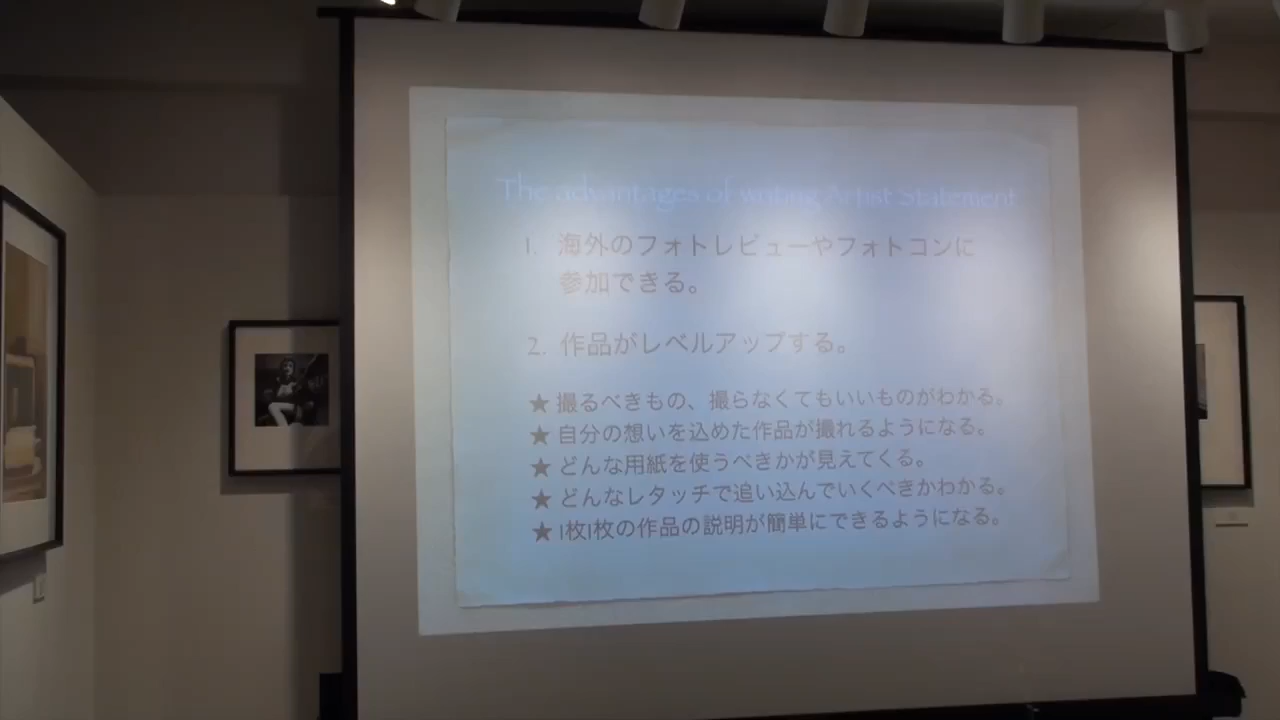 The advantages of writing Artist Statement
1. 海外のフォトレビューやフォトコンに
参加できる。
2. 作品がレベルアップする。
★撮るべきもの、撮らなくてもいいものがわかる。
★自分の想いを込めた作品が撮れるようになる。
★どんな用紙を使うべきかが見えてくる。
★どんなレタッチで追い込んでいくべきかわかる。
★1枚1枚の作品の説明が簡単にできるようになる。